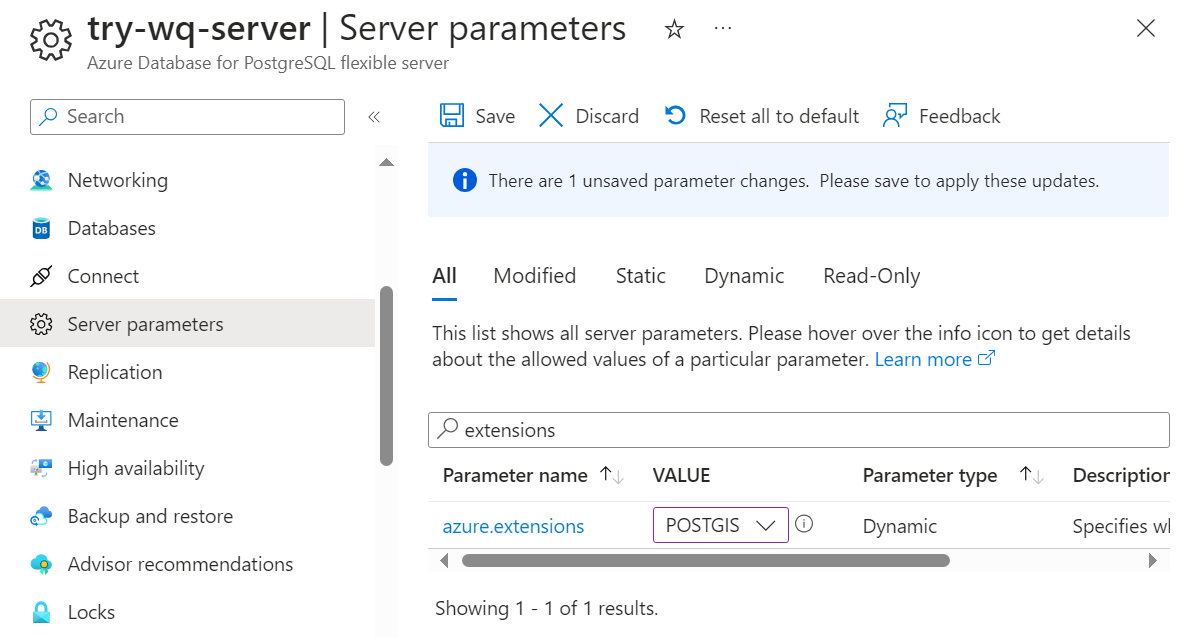 try-wq-server | Server parameters
Azure Database for PostgreSQL flexible server
Search
Networking
Databases
Connect
Server parameters
Replication
Maintenance
High availability
Backup and restore
Advisor recommendations
Locks
Save Discard Reset all to default Feedback
There are 1 unsaved parameter changes. Please save to apply these updates.
All Modified Static Dynamic Read-Only
This list shows all server parameters. Please hover over the info icon to get details
about the allowed values of a particular parameter. Learn more
extensions
Parameter name VALUE Parameter type Description
azure.extensions POSTGIS Dynamic Specifies
Showing 1 - 1 of 1 results.